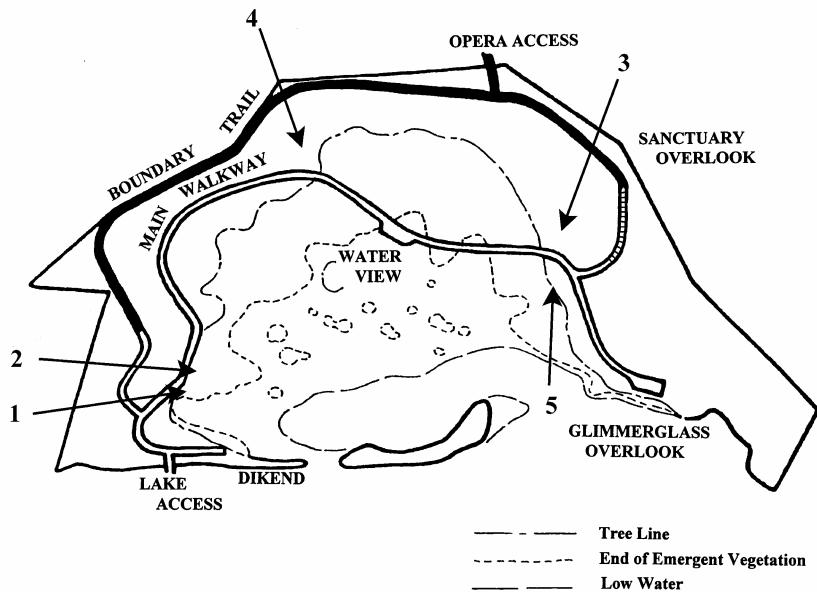 4
OPERA ACCESS
3
SANCTUARY
OVERLOOK
BOUNDARY
TRAIL
MAIN
WALKWAY
WATER
VIEW
2
1
5
GLIMMERGLASS
OVERLOOK
LAKE
ACCESS
DIKEND
Tree Line
End of Emergent Vegetation
Low Water